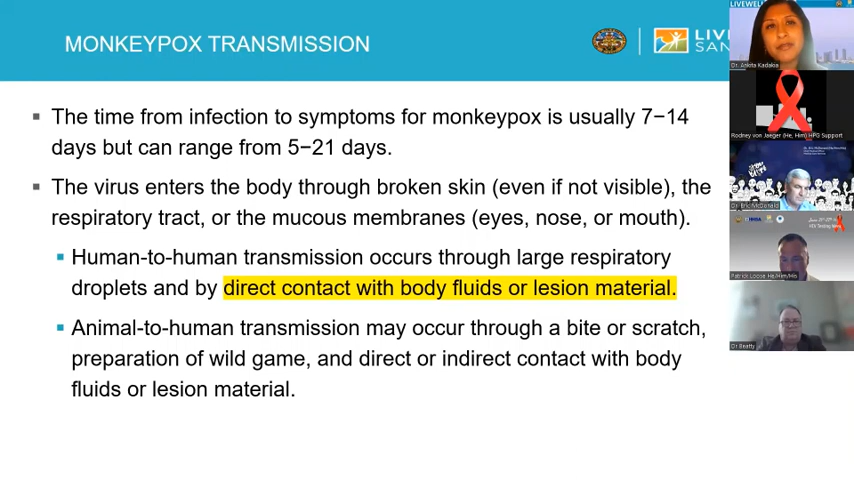 MONKEYPOX TRANSMISSION
LIV
SAN
LIVEWELL
The time from infection to symptoms for monkeypox is usually 7−14
days but can range from 5−21 days.
The virus enters the body through broken skin (even if not visible), the
respiratory tract, or the mucous membranes (eyes, nose, or mouth).
Human-to-human transmission occurs through large respiratory
droplets and by direct contact with body fluids or lesion material.
Animal-to-human transmission may occur through a bite or scratch,
preparation of wild game, and direct or indirect contact with body
fluids or lesion material.
Dr. Ankita Kadakia
Rodney von Jaeger (He, Him) HPG Support
Dr. Eric McDonald
Patrick Loose He/Him/His
Dr Beatty